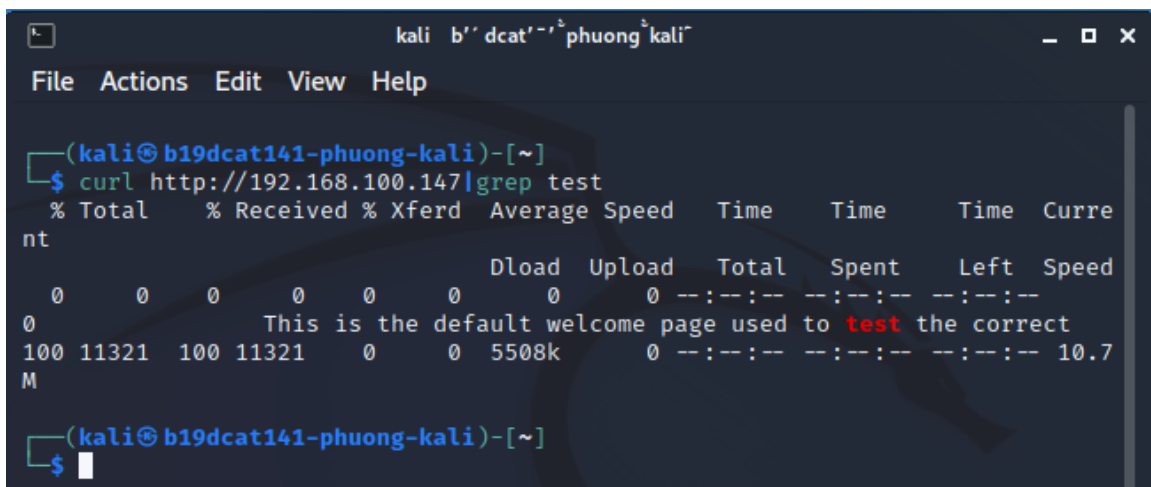 kali b'´ dcat'ˉ'ˋ°phuongˋ°kaliˉ
File Actions Edit View Help
┌──(kali㉿b19dcat141-phuong-kali)-[~]
└─$ curl http://192.168.100.147|grep test
% Total % Received % Xferd Average Speed Time Time Time Curre
nt
Dload Upload Total Spent Left Speed
0 0 0 0 0 0 0 0 --:--:-- --:--:-- --:--:--
0 This is the default welcome page used to test the correct
100 11321 100 11321 0 0 5508k 0 --:--:-- --:--:-- --:--:-- 10.7
M
┌──(kali㉿b19dcat141-phuong-kali)-[~]
└─$